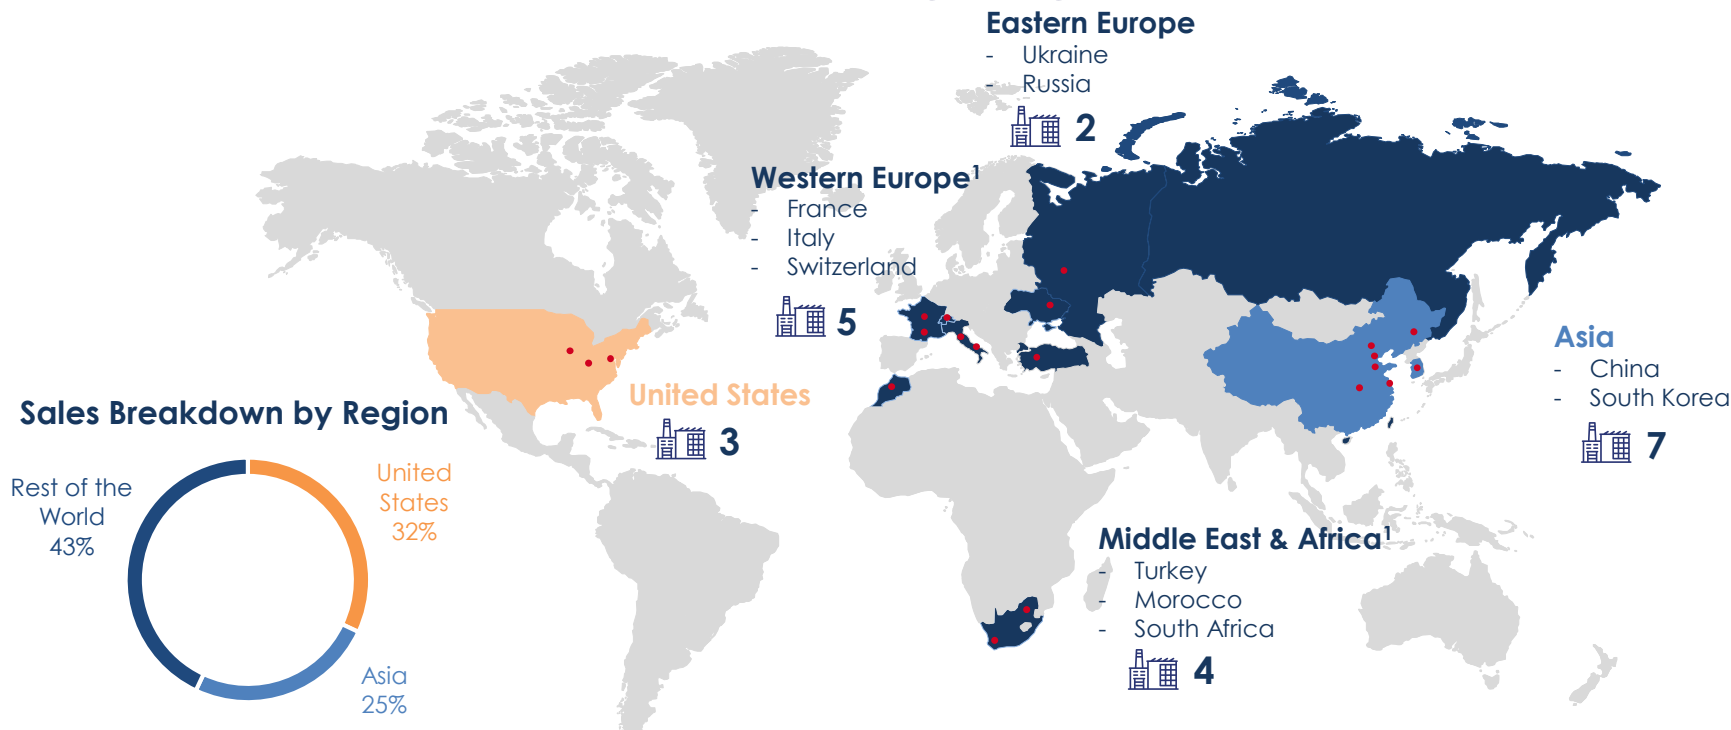 Eastern Europe
- Ukraine
- Russia
2
Western Europe¹
- France
- Italy
- Switzerland
5
Asia
- China
- South Korea
7
United States
3
Sales Breakdown by Region
Rest of the
World
43%
United
States
32%
Asia
25%
Middle East & Africa¹
- Turkey
- Morocco
- South Africa
4